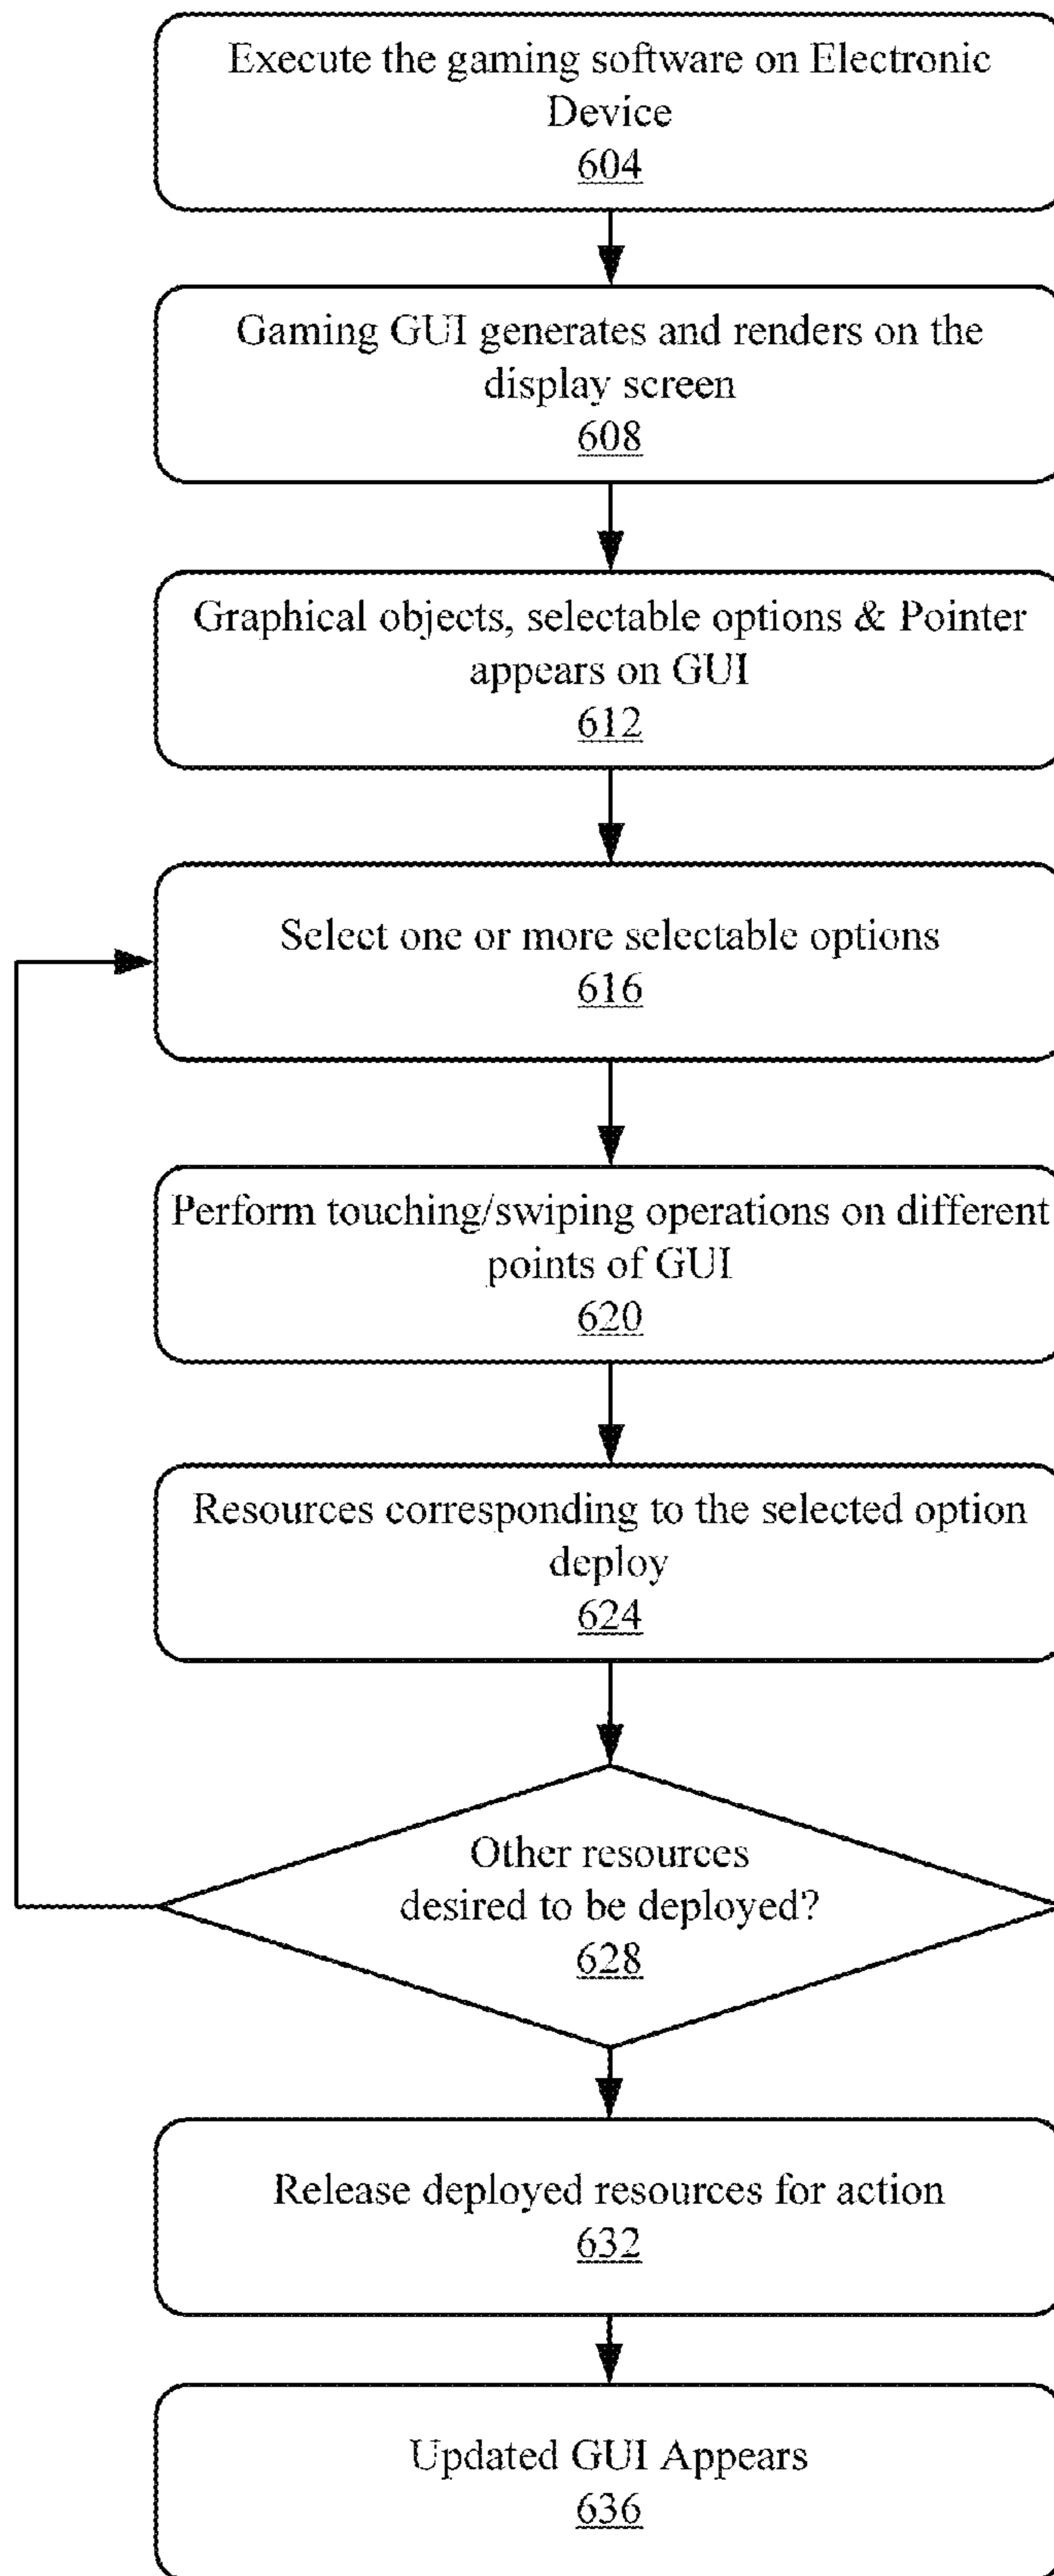 Execute the gaming software on Electronic
Device
604
Gaming GUI generates and renders on the
display screen
608
Graphical objects, selectable options & Pointer
appears on GUI
612
Select one or more selectable options
616
Perform touching/swiping operations on different
points of GUI
620
Resources corresponding to the selected option
deploy
624
Other resources
desired to be deployed?
628
Release deployed resources for action
632
Updated GUI Appears
636